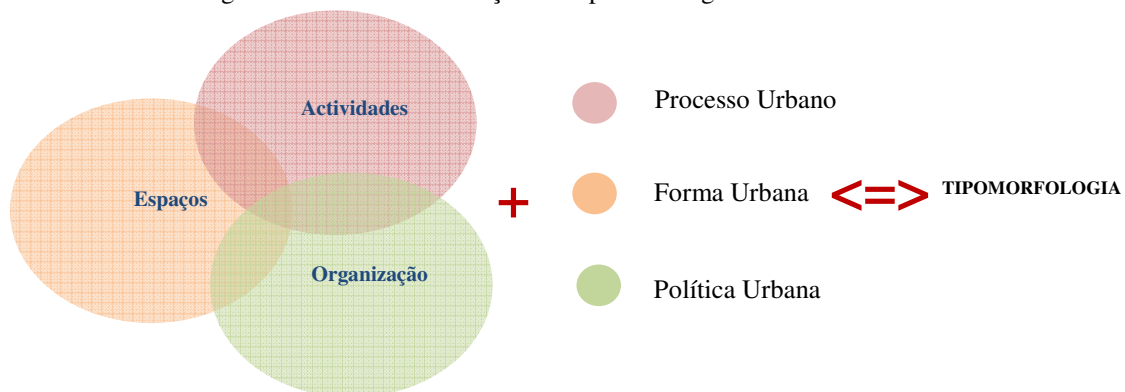 Actividades
Espaços
Organização
+
Processo Urbano
Forma Urbana <=> TIPOMORFOLOGIA
Política Urbana